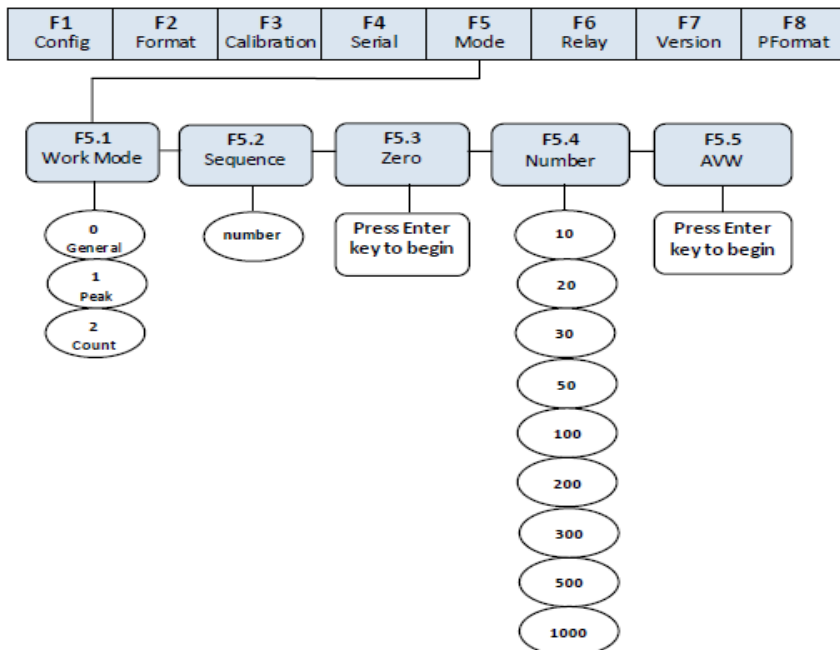 F1 F2 F3 F4 F5 F6 F7 F8
Config Format Calibration Serial Mode Relay Version PFormat
F5.1 F5.2 F5.3 F5.4 F5.5
Work Mode Sequence Zero Number AVW
0
General
1
Peak
2
Count
number
Press Enter
key to begin
10
20
30
50
100
200
300
500
1000
Press Enter
key to begin